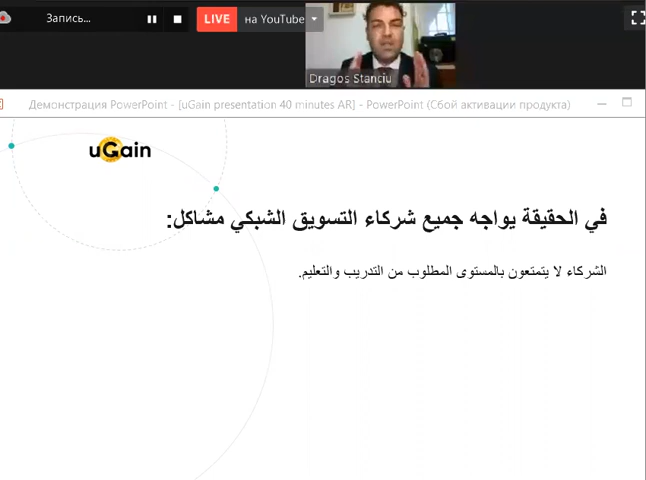 Запись...
LIVE
на YouTube
Dragos Stanciu
Демонстрация PowerPoint - [uGain presentation 40 minutes AR] - PowerPoint (Сбой активации продукта)
uGain
في الحقيقة يواجه جميع شركاء التسويق الشبكي مشاكل:
الشركاء لا يتمتعون بالمستوى المطلوب من التدريب والتعليم.